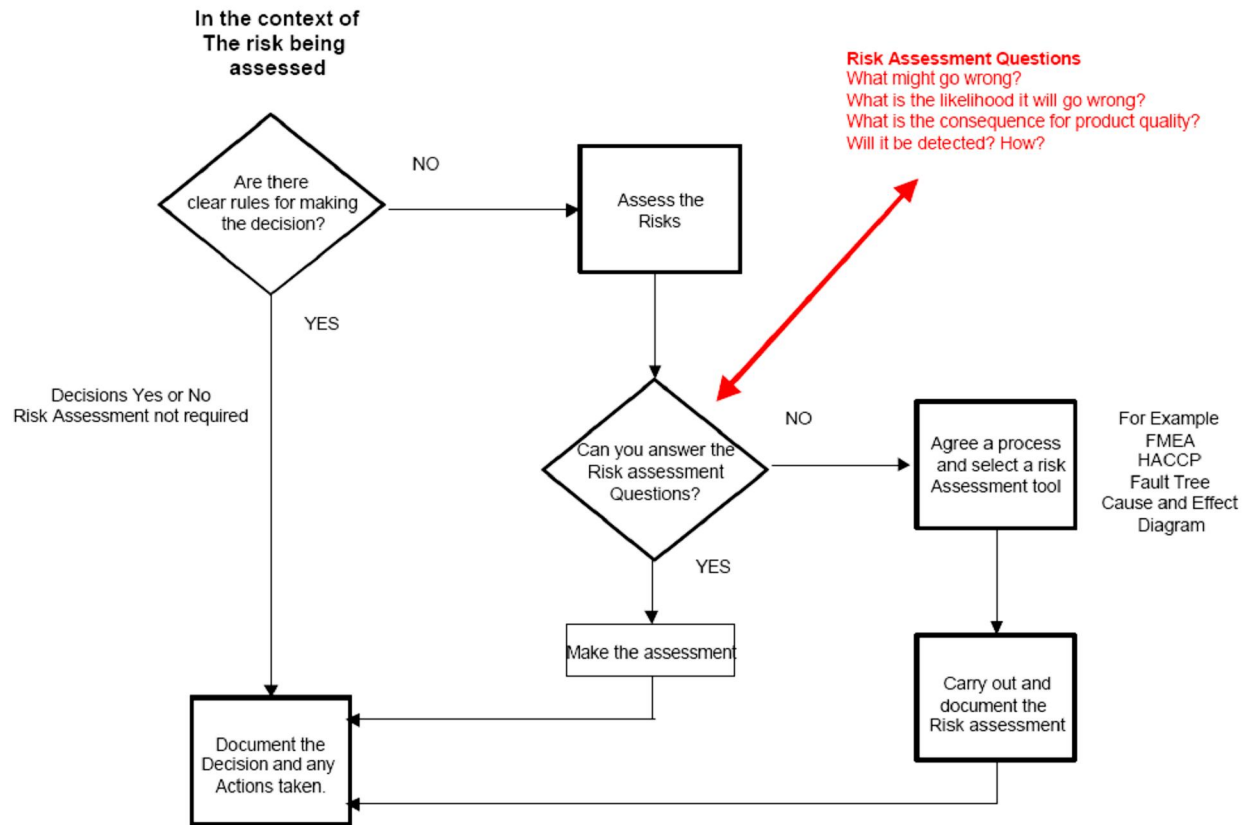 In the context of
The risk being
assessed
Risk Assessment Questions
What might go wrong?
What is the likelihood it will go wrong?
What is the consequence for product quality?
Will it be detected? How?
Are there
clear rules for making
the decision?
NO
Assess the
Risks
YES
Decisions Yes or No
Risk Assessment not required
Can you answer the
Risk assessment
Questions?
NO
Agree a process
and select a risk
Assessment tool
For Example
FMEA
HACCP
Fault Tree
Cause and Effect
Diagram
YES
Make the assessment
Carry out and
document the
Risk assessment
Document the
Decision and any
Actions taken.